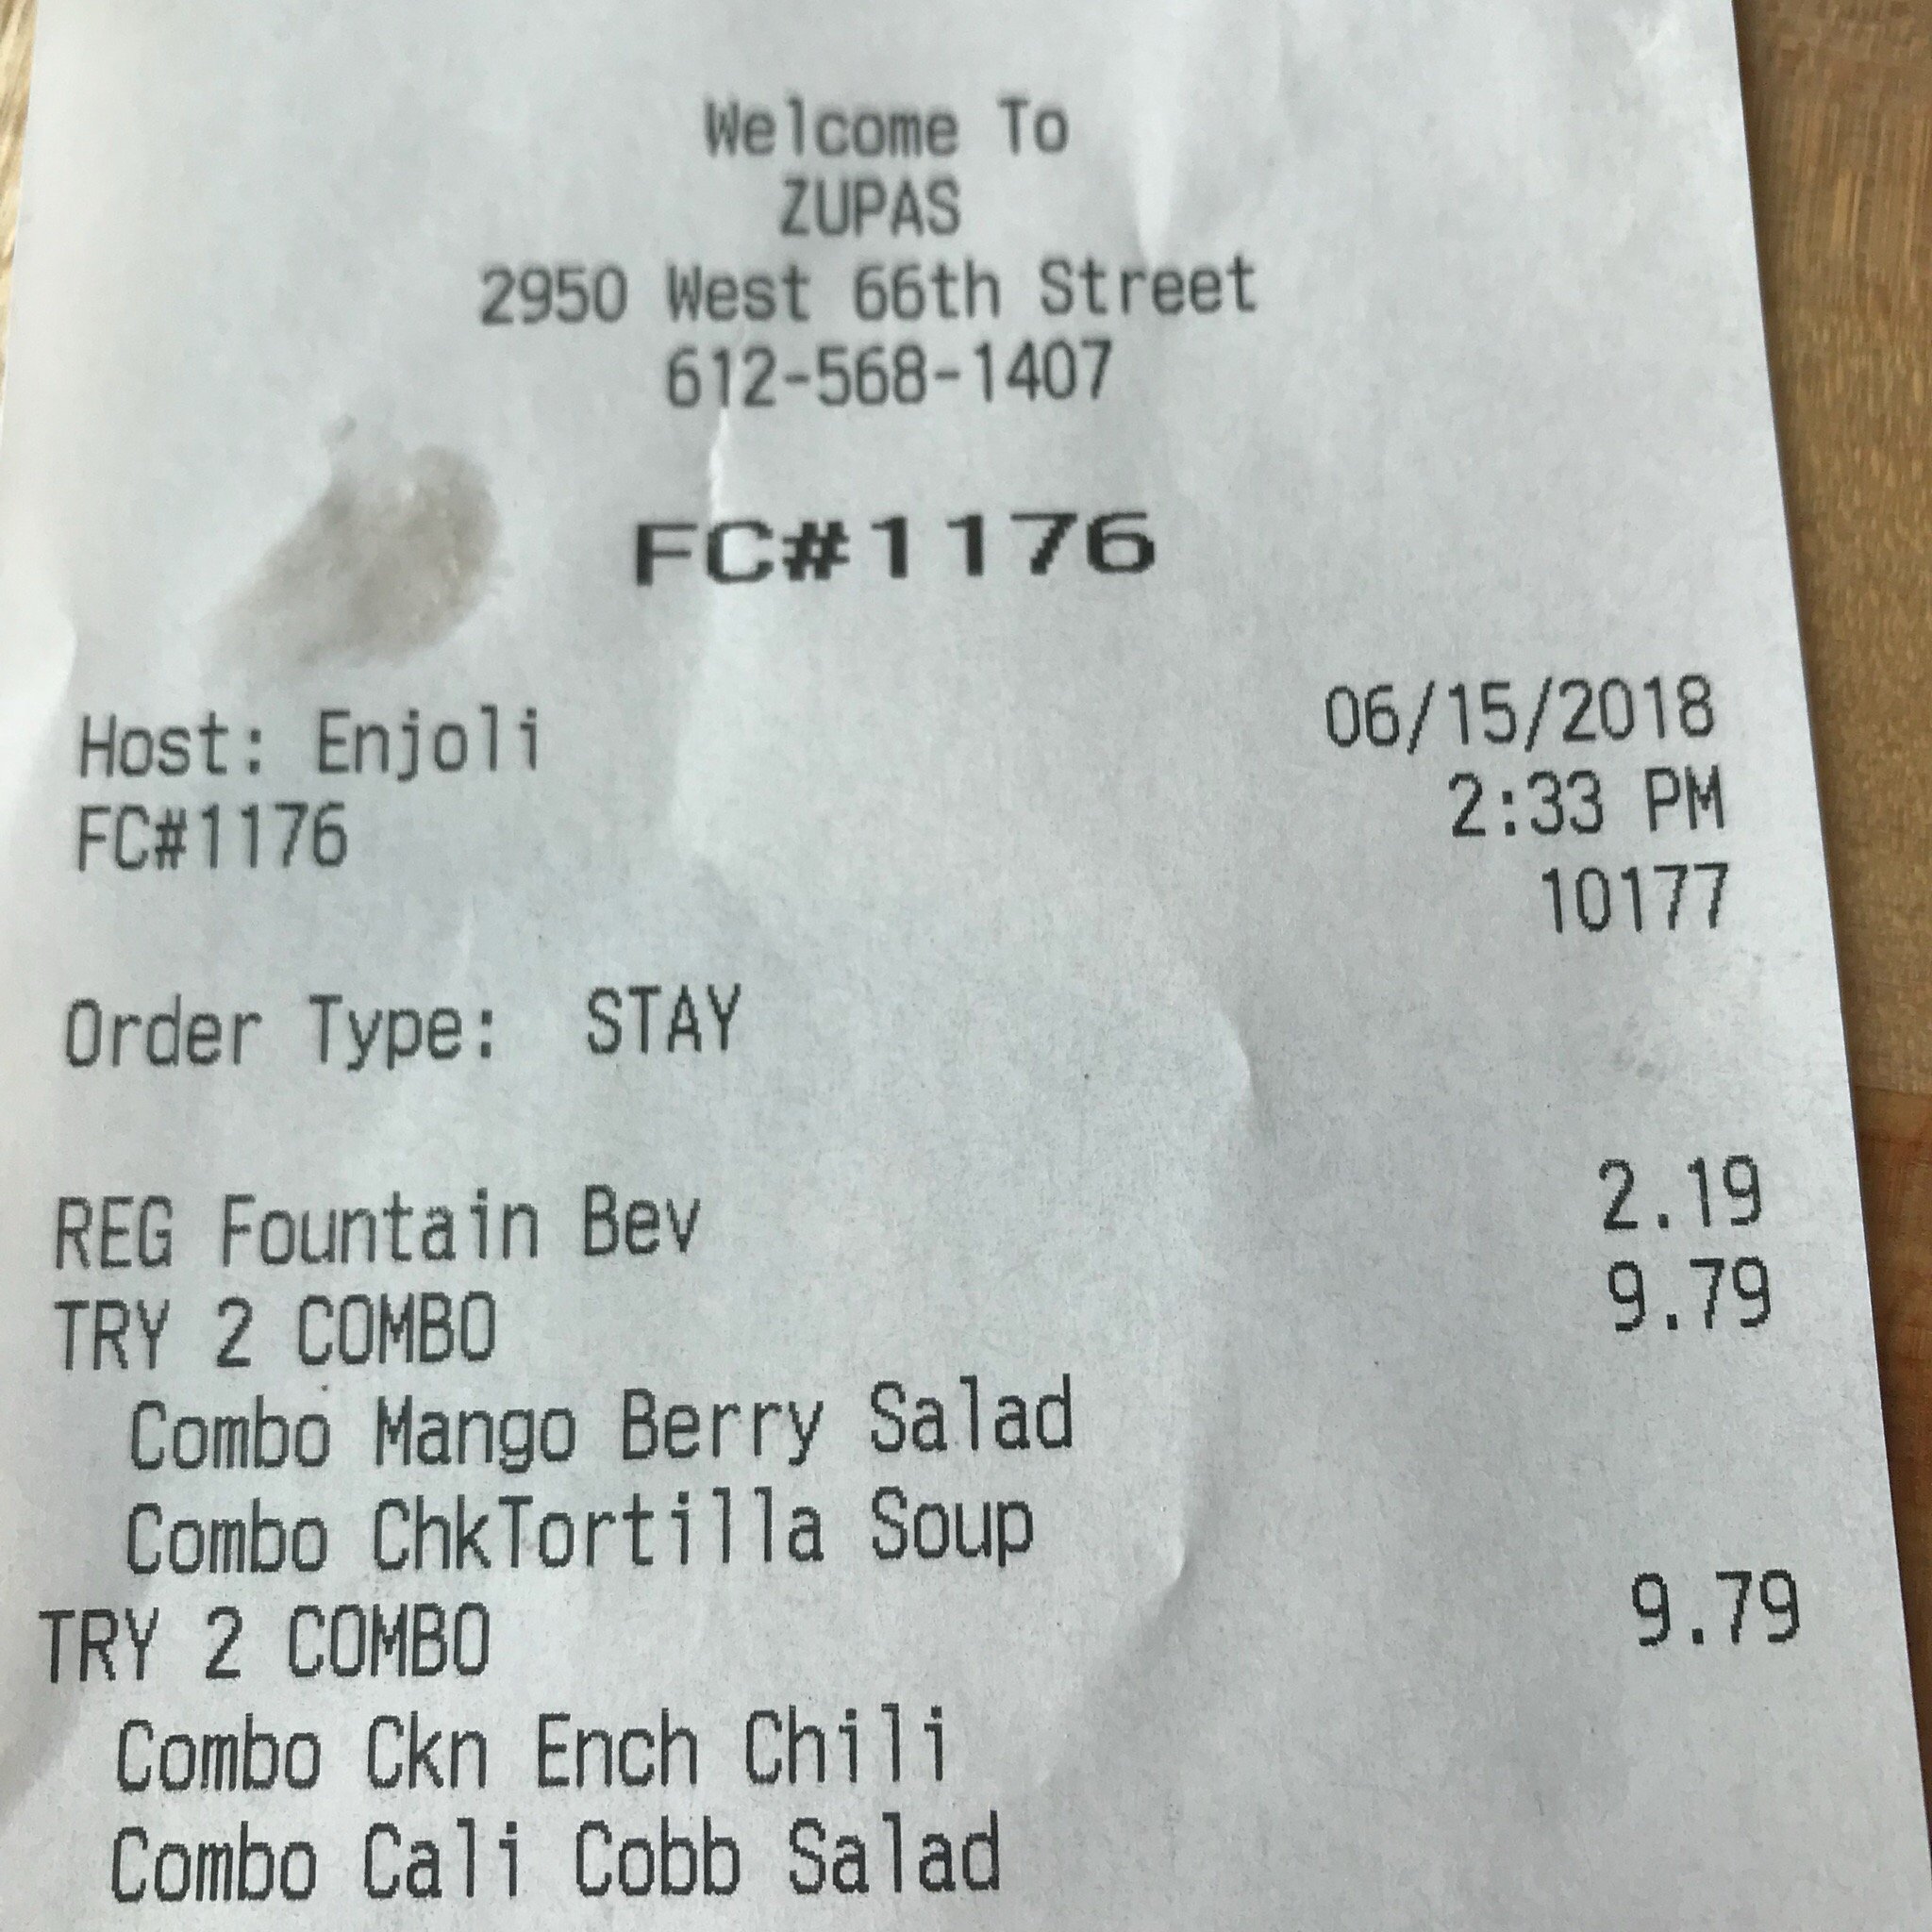 Welcome To
ZUPAS
2950 West 66th Street
612-568-1407
FC#1176
Host: Enjoli 06/15/2018
FC#1176 2:33 PM
10177
Order Type: STAY
REG Fountain Bev 2.19
TRY 2 COMBO 9.79
Combo Mango Berry Salad
Combo ChkTortilla Soup
TRY 2 COMBO 9.79
Combo Ckn Ench Chili
Combo Cali Cobb Salad